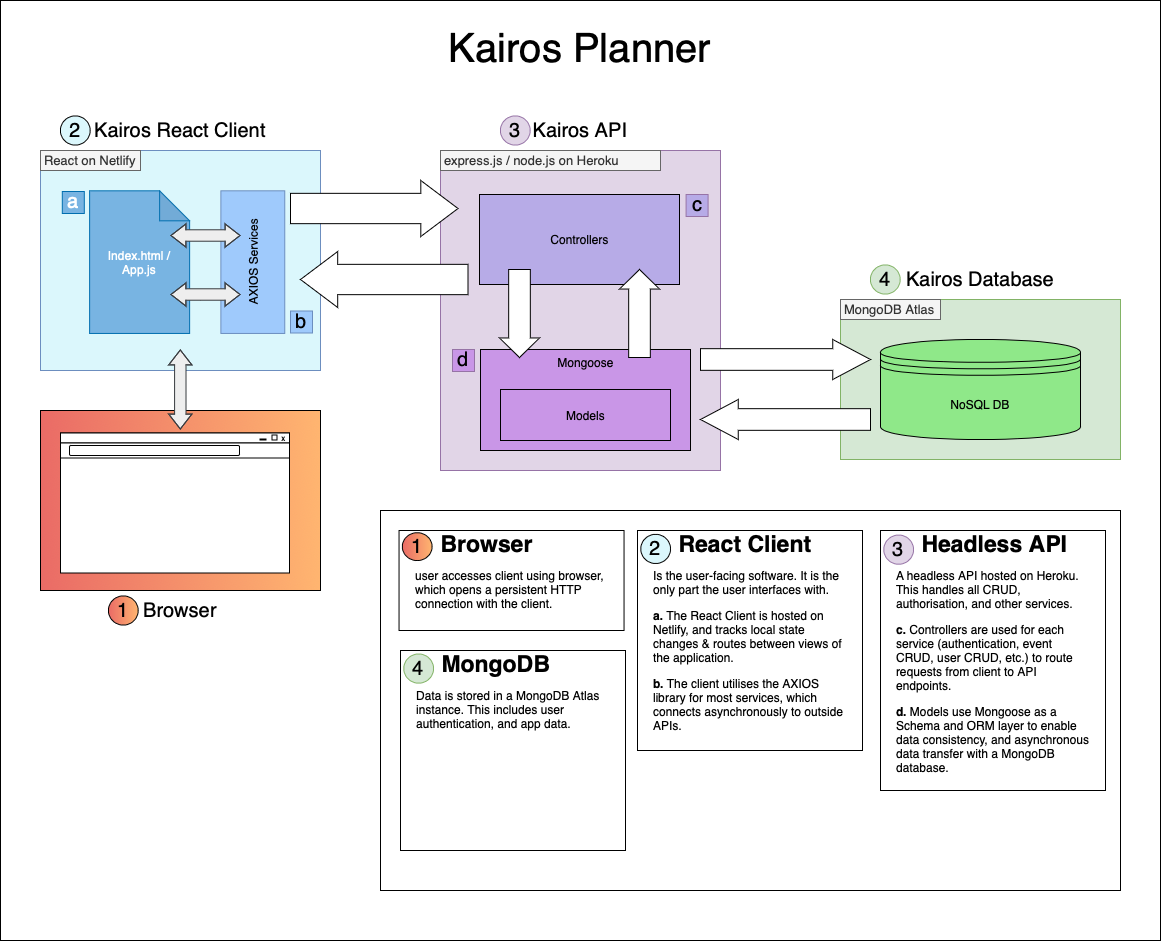 Kairos Planner
2 Kairos React Client
React on Netlify
a
Index.html /
App.js
AXIOS Services
b
3 Kairos API
express.js / node.js on Heroku
c
Controllers
d
Mongoose
Models
4 Kairos Database
MongoDB Atlas
NoSQL DB
x
1 Browser
1 Browser
user accesses client using browser,
which opens a persistent HTTP
connection with the client.
4 MongoDB
Data is stored in a MongoDB Atlas
instance. This includes user
authentication, and app data.
2 React Client
Is the user-facing software. It is the
only part the user interfaces with.
a. The React Client is hosted on
Netlify, and tracks local state
changes & routes between views of
the application.
b. The client utilises the AXIOS
library for most services, which
connects asynchronously to outside
APIs.
3 Headless API
A headless API hosted on Heroku.
This handles all CRUD,
authorisation, and other services.
c. Controllers are used for each
service (authentication, event
CRUD, user CRUD, etc.) to route
requests from client to API
endpoints.
d. Models use Mongoose as a
Schema and ORM layer to enable
data consistency, and asynchronous
data transfer with a MongoDB
database.